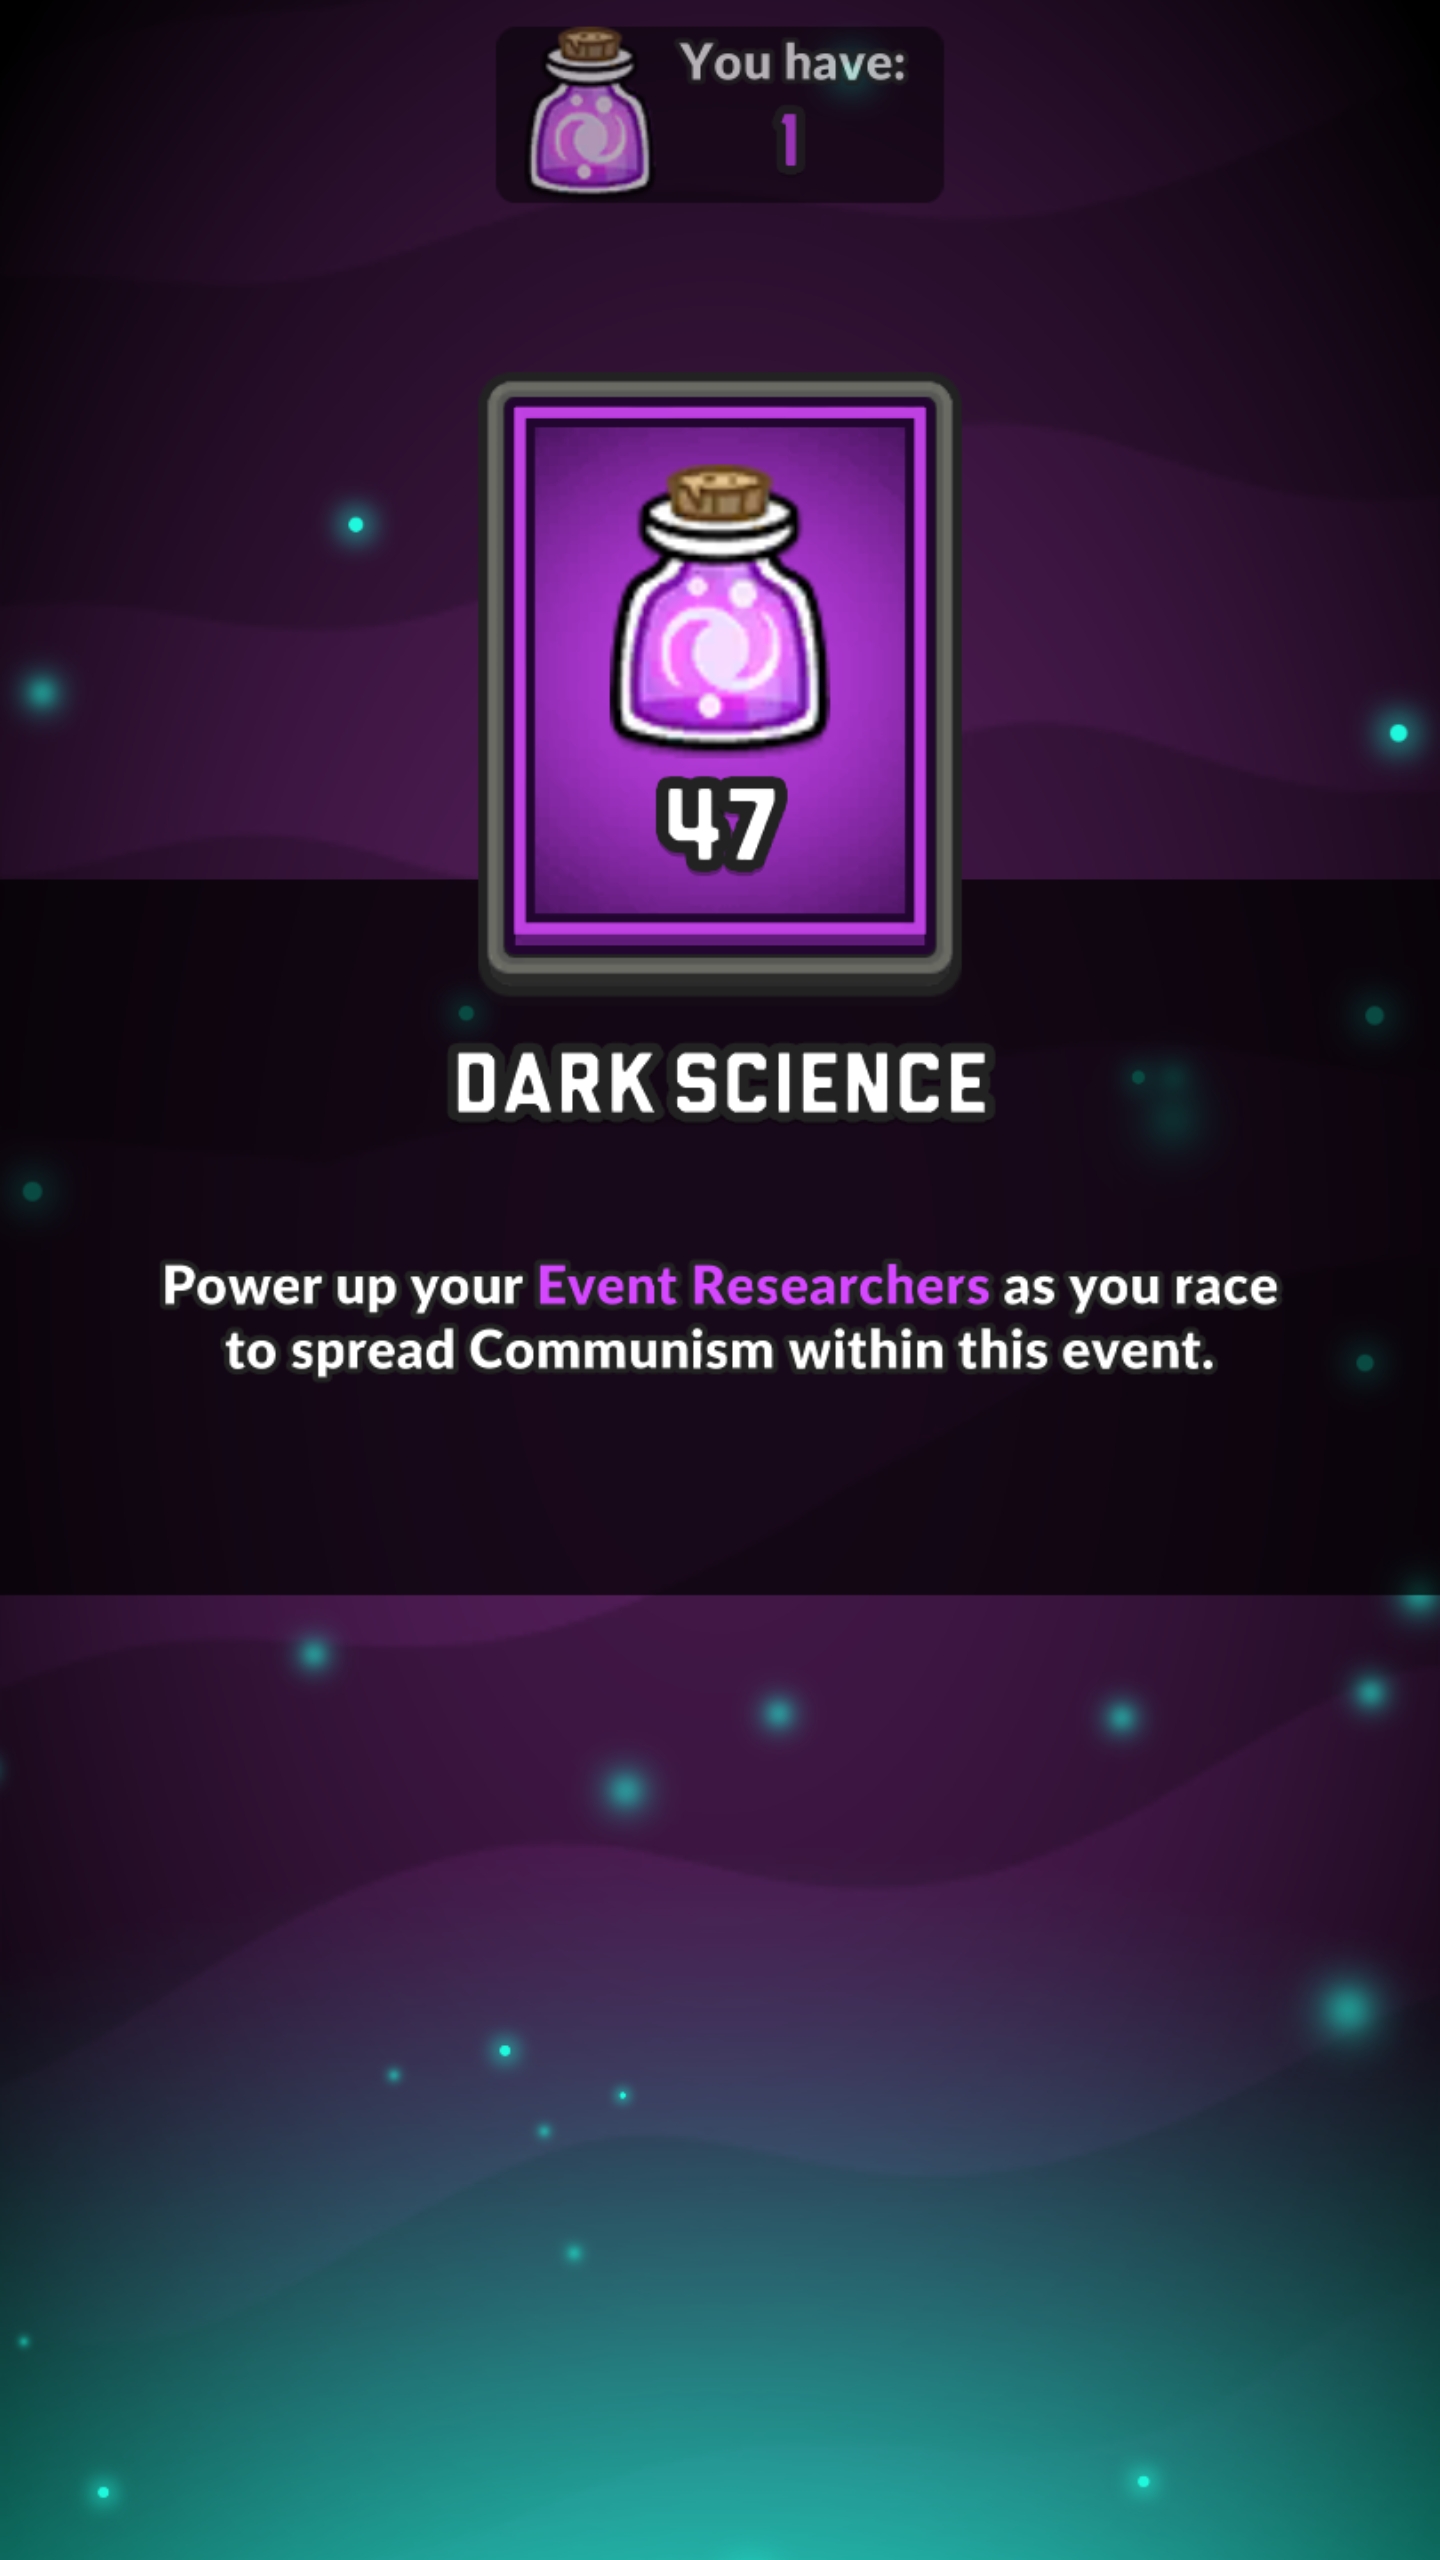 You have:
1
47
DARK SCIENCE
Power up your Event Researchers as you race
to spread Communism within this event.